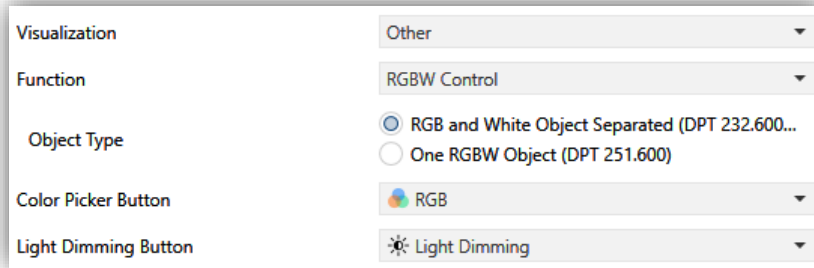 Visualization Other
Function RGBW Control
Object Type
RGB and White Object Separated (DPT 232.600...
One RGBW Object (DPT 251.600)
Color Picker Button RGB
Light Dimming Button Light Dimming